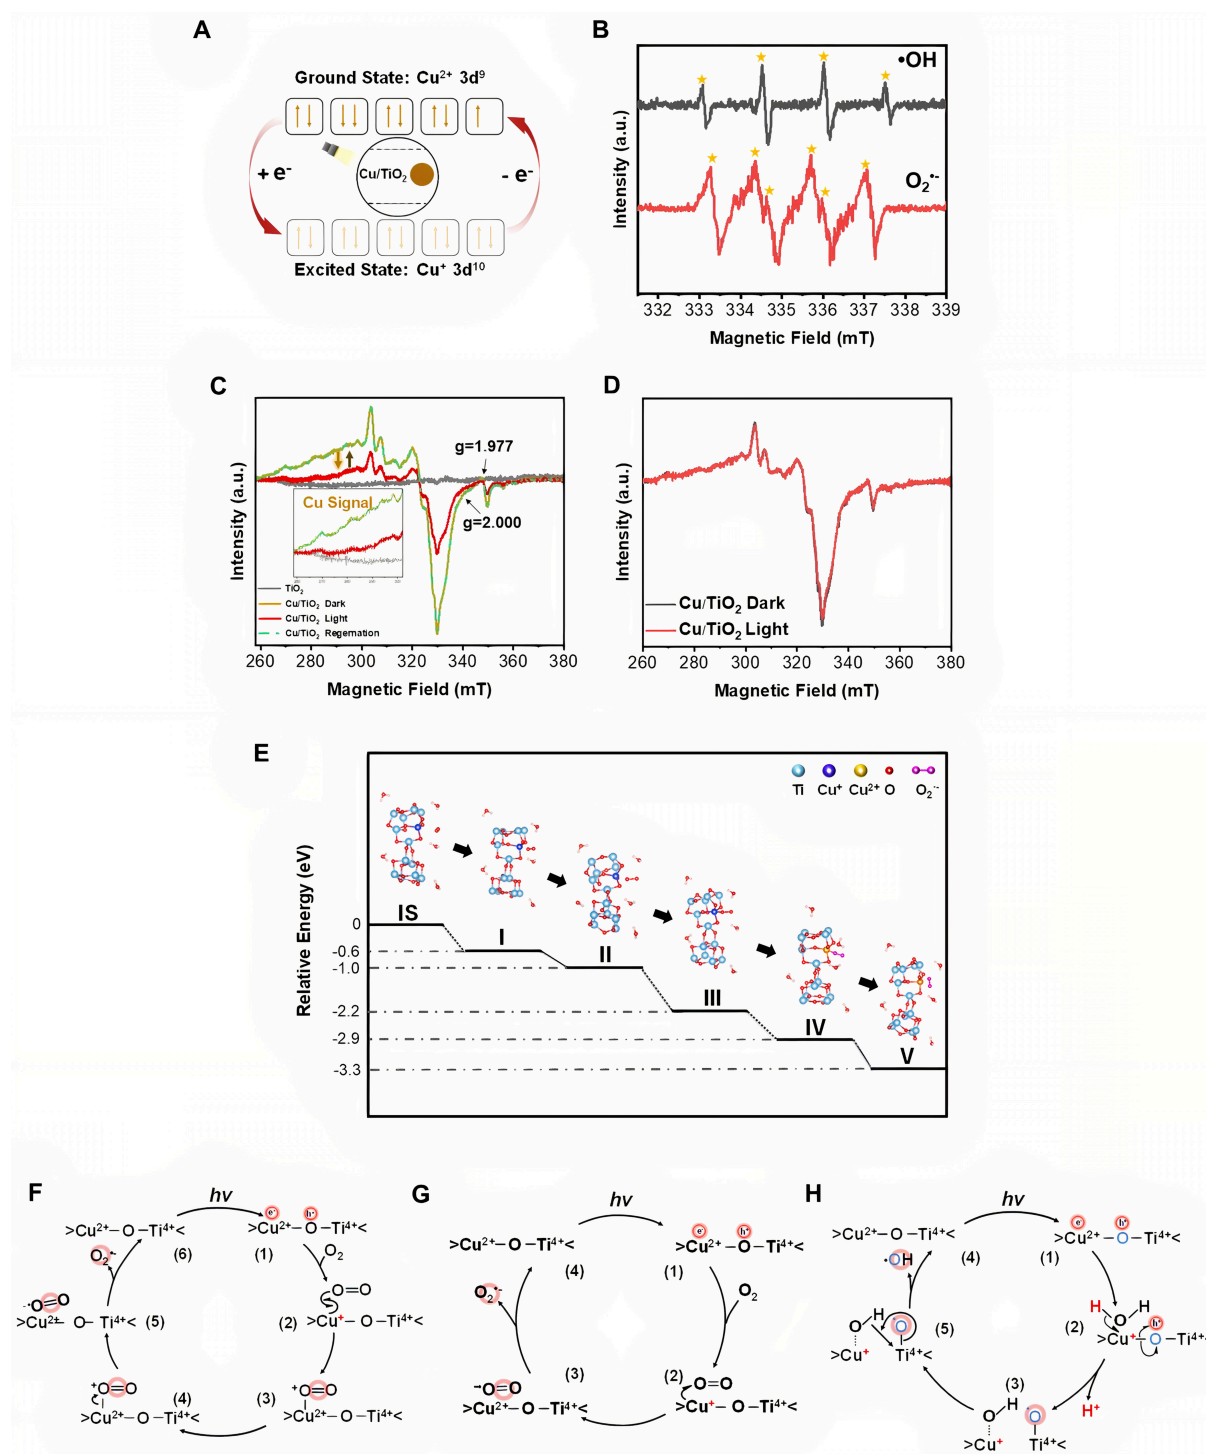 A
Ground State: Cu2+ 3d9
+ e-
Cu/TiO2
- e-
Excited State: Cu+ 3d10
B
Intensity (a.u.)
•OH
O2•-
332 333 334 335 336 337 338 339
Magnetic Field (mT)
C
Intensity (a.u.)
g=1.977
g=2.000
Cu Signal
TiO2
Cu/TiO2 Dark
Cu/TiO2 Light
Cu/TiO2 Regernation
260 280 300 320 340 360 380
Magnetic Field (mT)
D
Intensity (a.u.)
Cu/TiO2 Dark
Cu/TiO2 Light
260 280 300 320 340 360 380
Magnetic Field (mT)
E
Relative Energy (eV)
Ti Cu+ Cu2+ O O2•-
0
-0.6
-1.0
-2.2
-2.9
-3.3
IS
I
II
III
IV
V
F
hv
>Cu2+–O–Ti4+<
e- h+
>Cu2+–O–Ti4+<
(6)
(1)
O2•-
O2
O=O
(2)
>Cu+–O–Ti4+<
-•O=O
>Cu2+ O–Ti4+<
(5)
+O=O
>Cu2+–O–Ti4+<
(4)
(3)
+O=O
>Cu2+–O–Ti4+<
G
hv
>Cu2+–O–Ti4+<
e- h+
>Cu2+–O–Ti4+<
(4)
(1)
O2•-
O2
(3)
(2)
O=O
>Cu2+–O–Ti4+<
O=O
>Cu+–O–Ti4+<
H
hv
>Cu2+–O–Ti4+<
e- h+
>Cu2+–O–Ti4+<
(4)
(1)
•OH
H O H
h+
(2)
>Cu+–O–Ti4+<
H
O
•O
(5)
>Cu+
Ti4+<
(3)
H+
O H
•O
>Cu+
Ti4+<